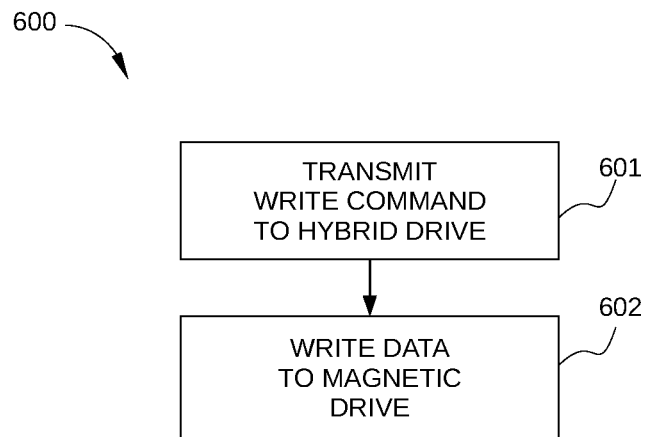 600
TRANSMIT
WRITE COMMAND
TO HYBRID DRIVE
601
WRITE DATA
TO MAGNETIC
DRIVE
602